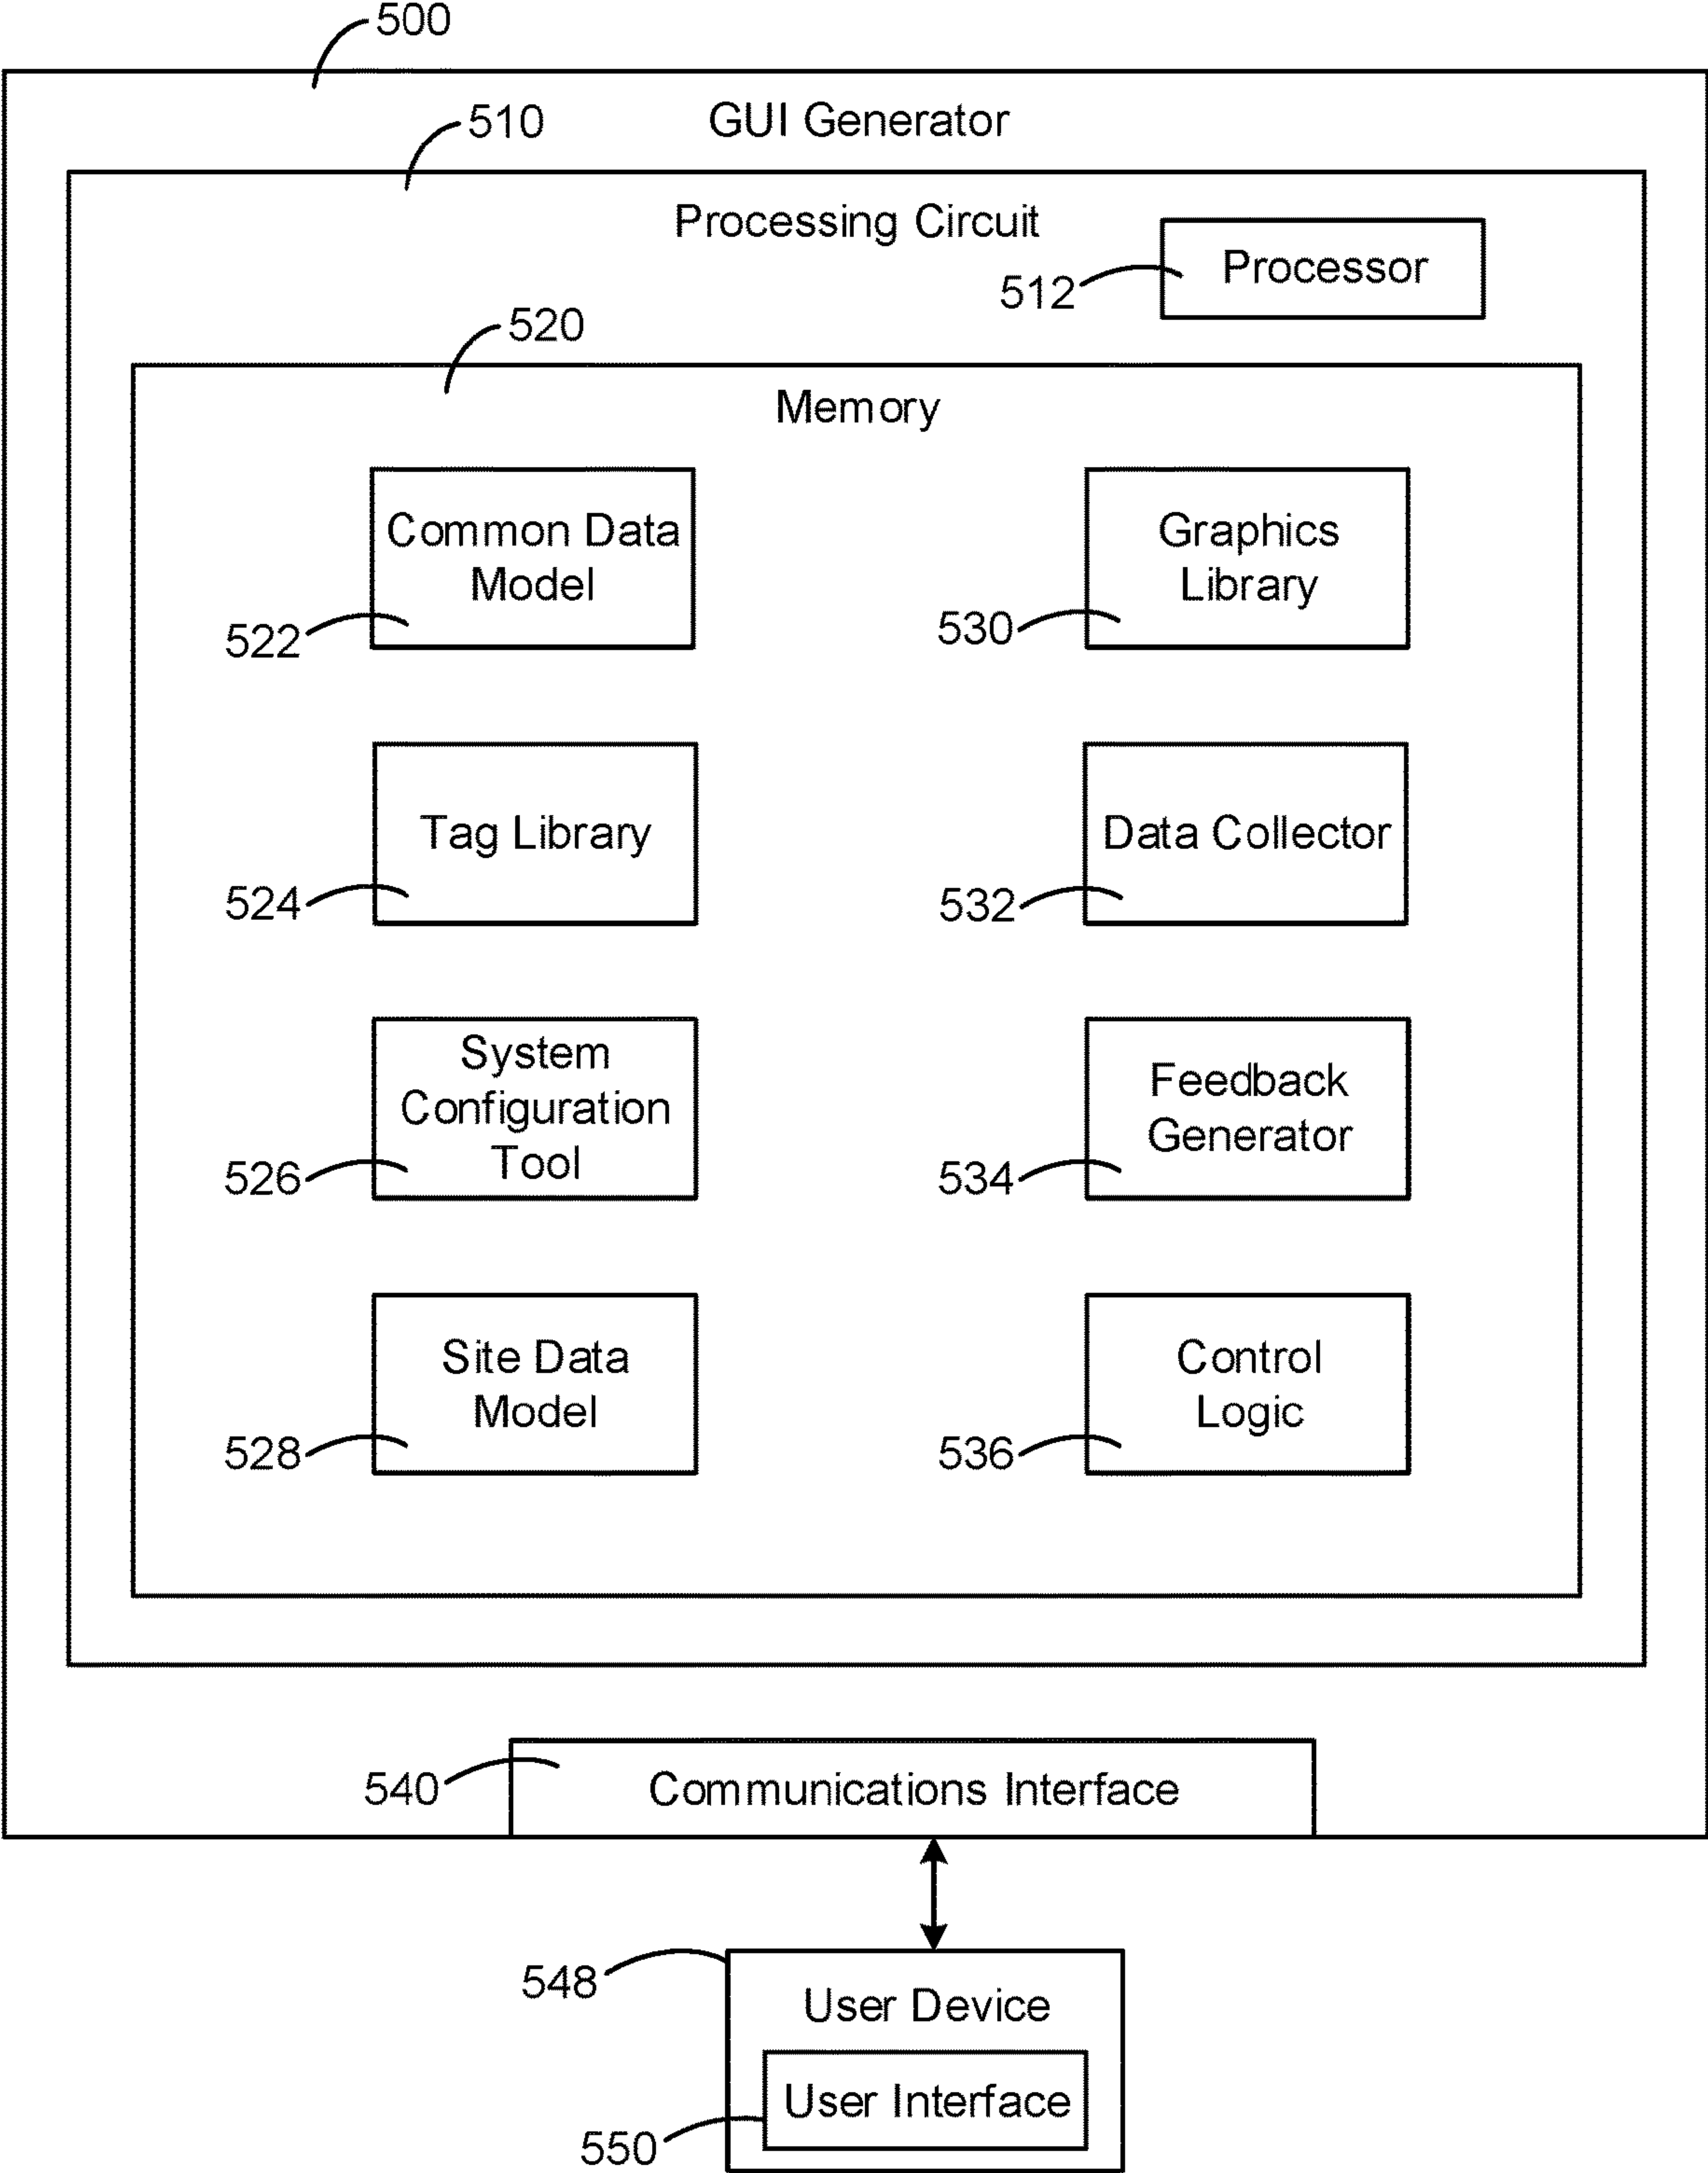 500
GUI Generator
510
Processing Circuit
Processor
512
520
Memory
Common Data
Model
522
Graphics
Library
530
Tag Library
524
Data Collector
532
System
Configuration
Tool
526
Feedback
Generator
534
Site Data
Model
528
Control
Logic
536
540
Communications Interface
548
User Device
User Interface
550